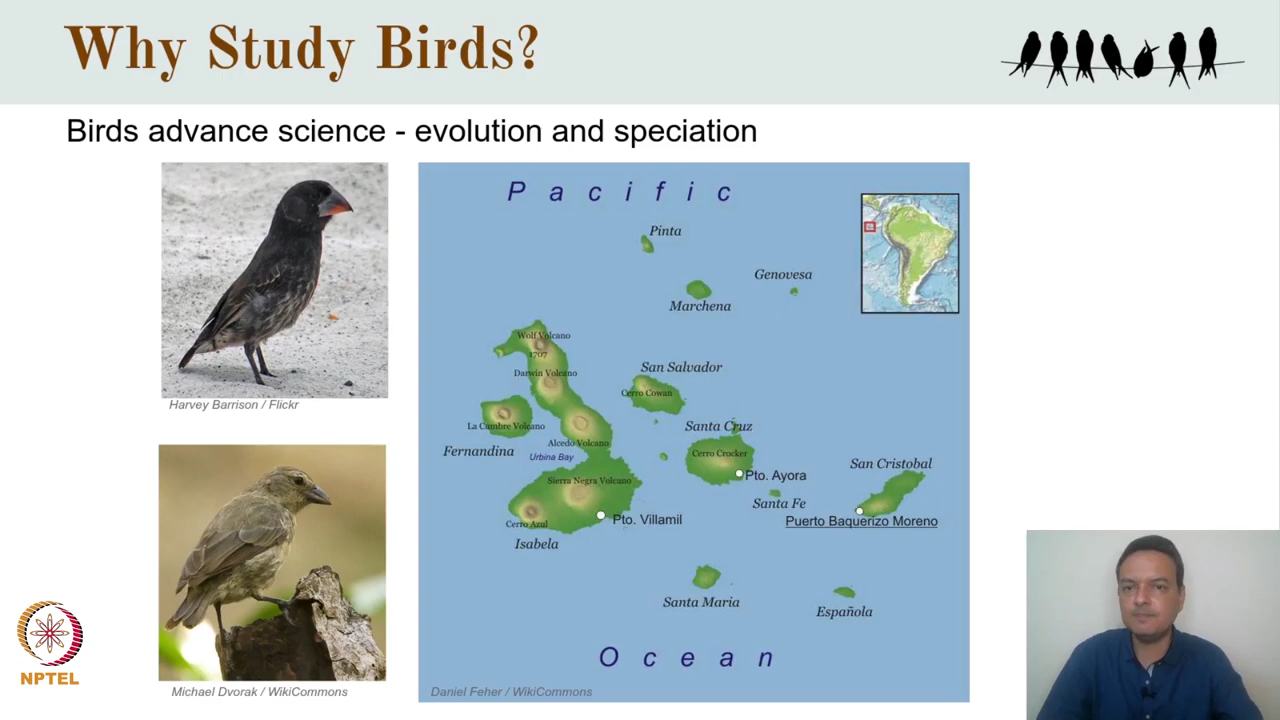 Why Study Birds?
Birds advance science - evolution and speciation
Harvey Barrison / Flickr
Michael Dvorak / WikiCommons
NPTEL
Pacific
Pinta
Genovesa
Marchena
Wolf Volcano
1707
Darwin Volcano
San Salvador
Cerro Cowan
La Cumbre Volcano
Alcedo Volcano
Fernandina
Urbina Bay
Santa Cruz
Cerro Crocker
Pto. Ayora
San Cristobal
Sierra Negra Volcano
Santa Fe
Puerto Baquerizo Moreno
Cerro Azul
Pto. Villamil
Isabela
Santa Maria
Española
Ocean
Daniel Feher / WikiCommons